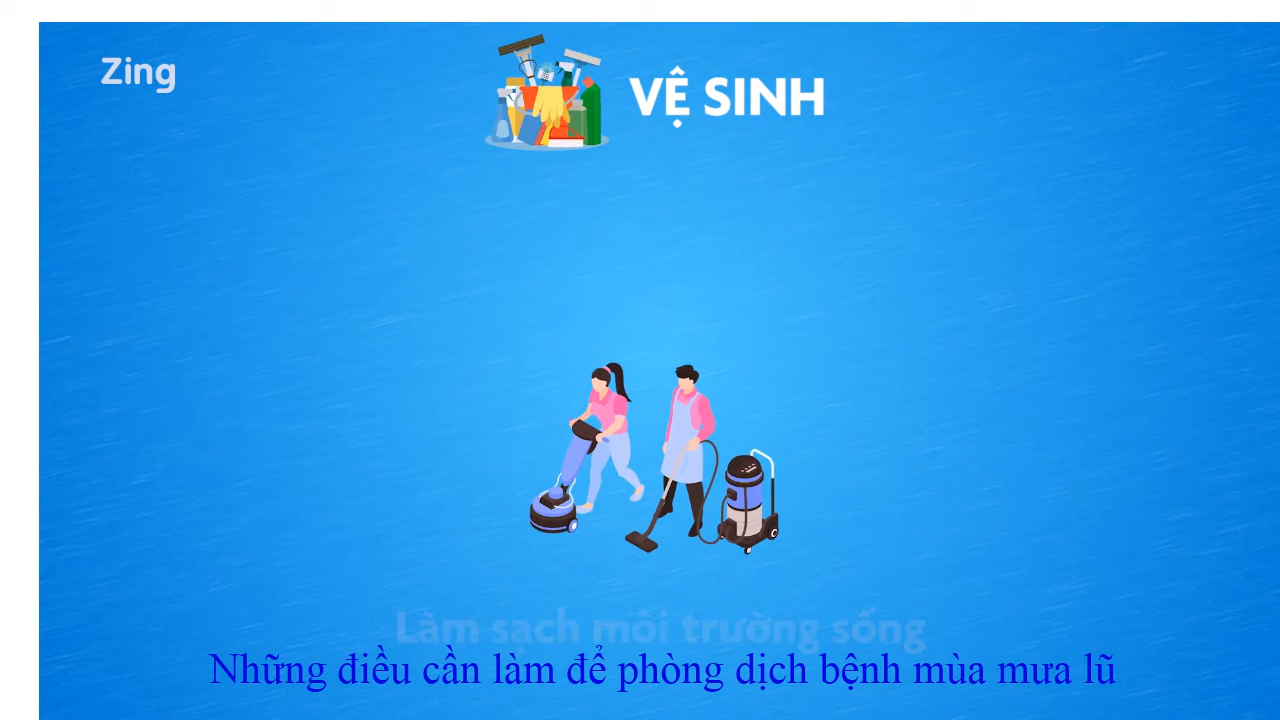 Zing
VỆ SINH
Làm sạch môi trường sống
Những điều cần làm để phòng dịch bệnh mùa mưa lũ